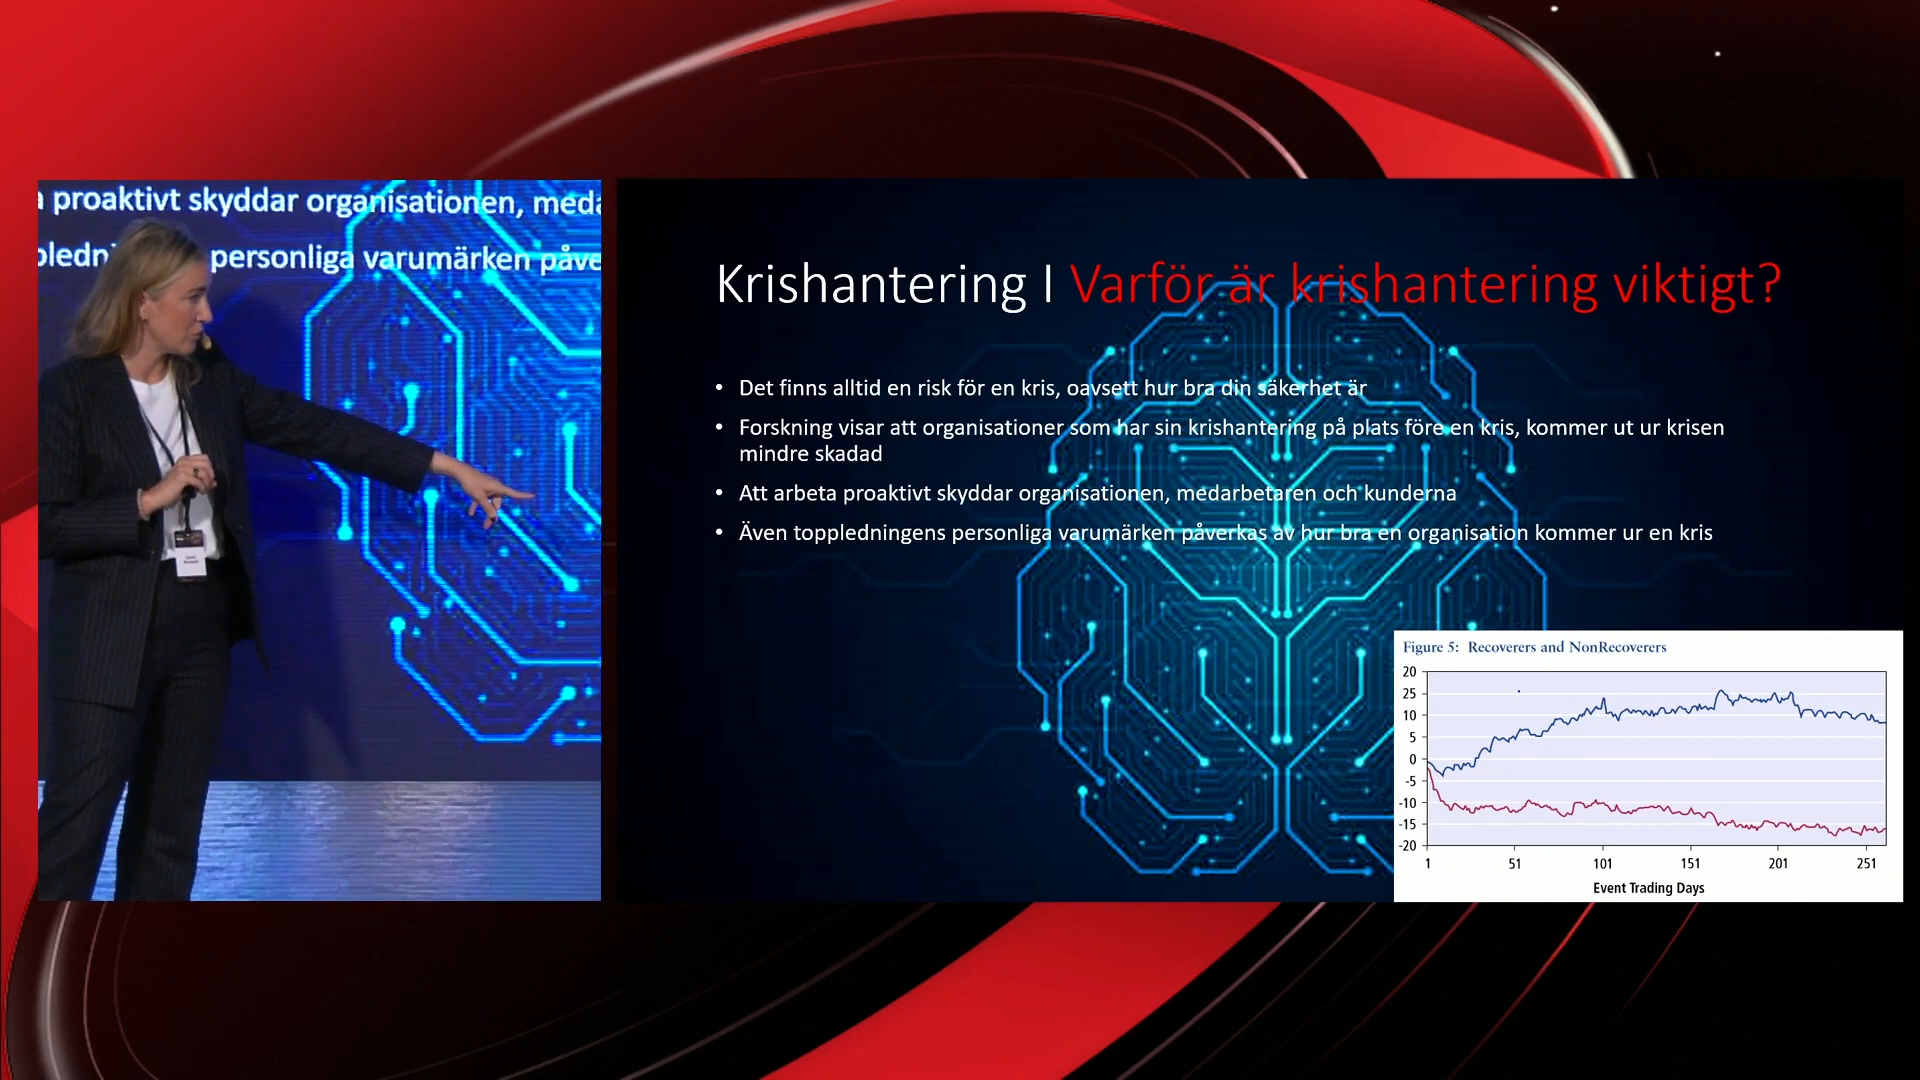 proaktivt skyddar organisationen,
personliga varumärken
Krishantering I Varför är krishantering viktigt?
• Det finns alltid en risk för en kris, oavsett hur bra din säkerhet är
• Forskning visar att organisationer som har sin krishantering på plats före en kris, kommer ut ur krisen
mindre skadad
• Att arbeta proaktivt skyddar organisationen, medarbetaren och kunderna
• Även toppledningens personliga varumärken påverkas av hur bra en organisation kommer ur en kris
Figure 5: Recoverers and NonRecoverers
20
25
10
5
0
-5
-10
-15
-20
1 51 101 151 201 251
Event Trading Days